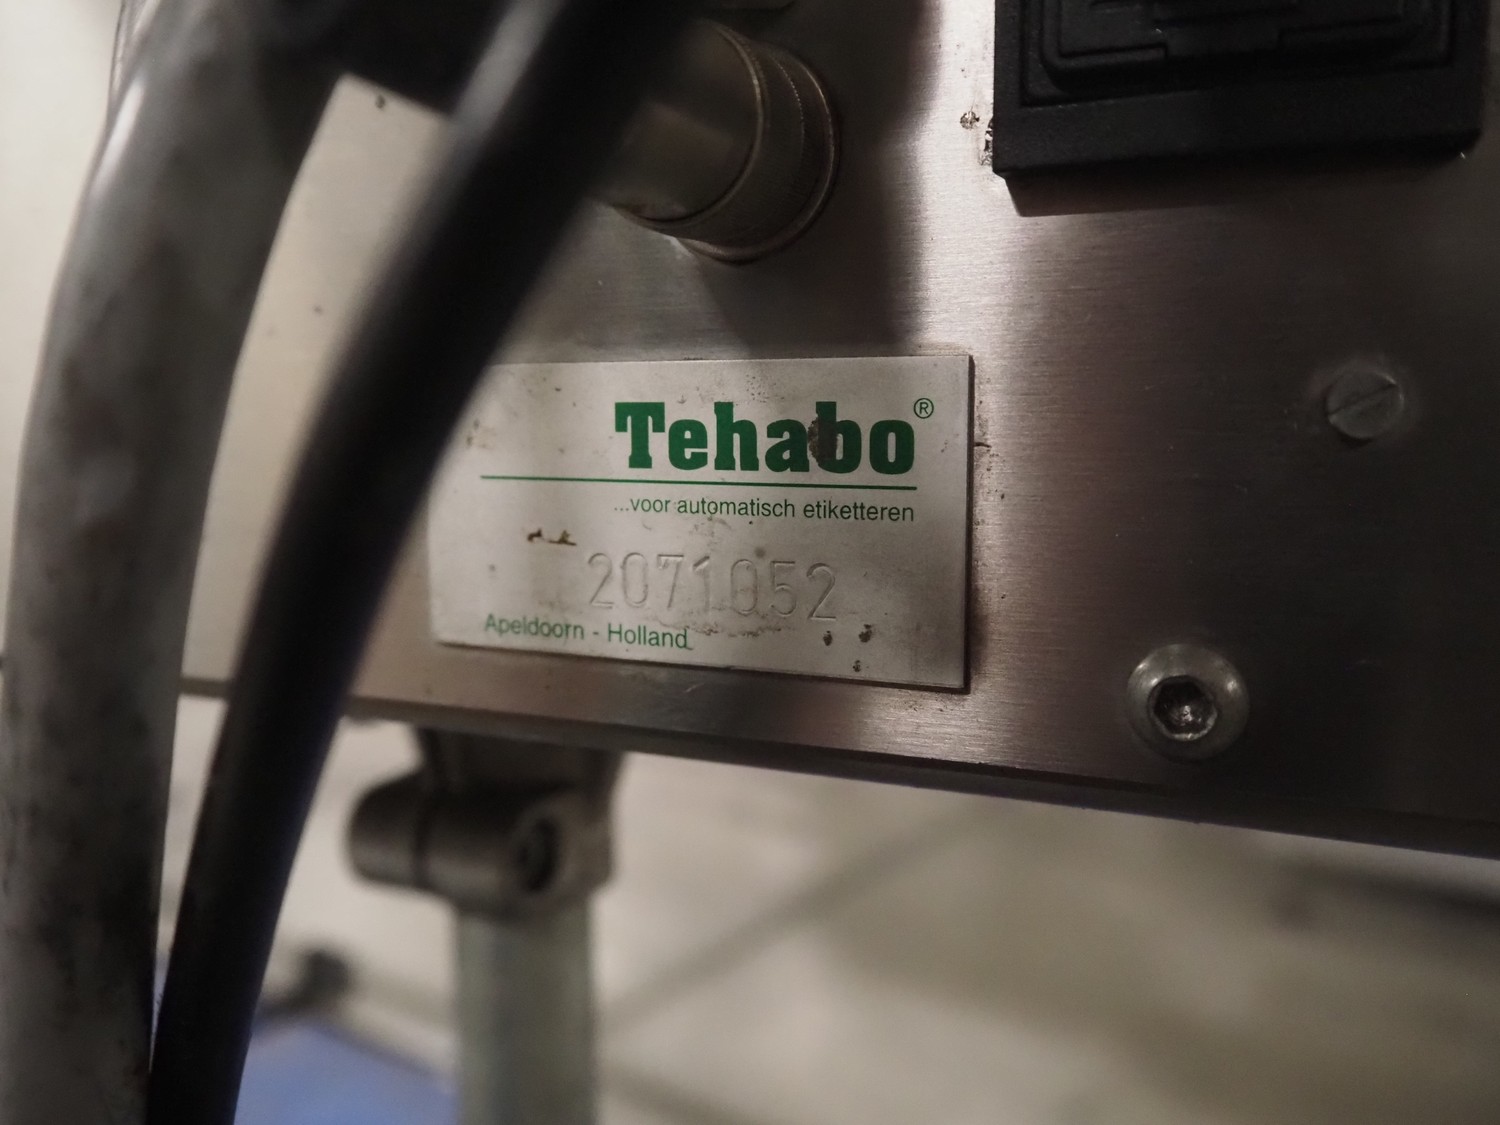 Tehabo®
...voor automatisch etiketteren
2071052
Apeldoorn - Holland